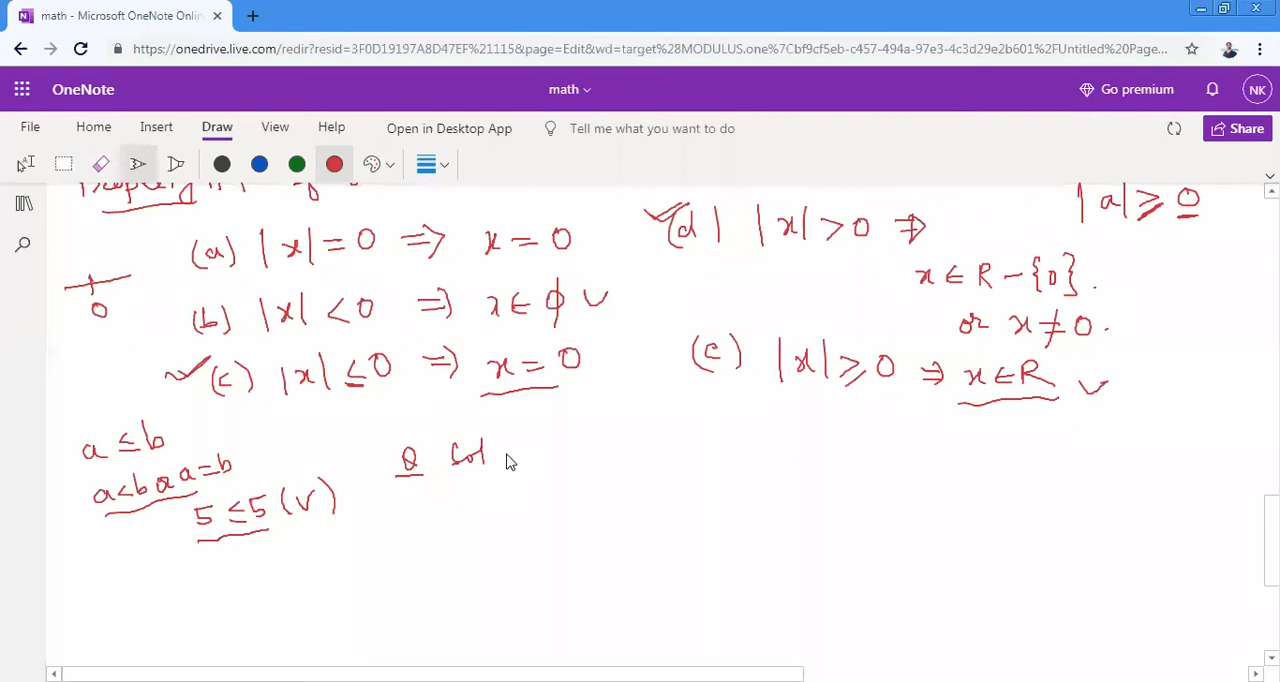 math - Microsoft OneNote Onlin
https://onedrive.live.com/redir?resid=3F0D19197A8D47EF%21115&page=Edit&wd=target%28MODULUS.one%7Cbf9cf5eb-c457-494a-97e3-4c3d29e2b601%2FUntitled%20Page...
OneNote
math
Go premium
NK
File Home Insert Draw View Help Open in Desktop App Tell me what you want to do Share
|a| ≥ 0
(a) |x| = 0 ⇒ x = 0
(d) |x| > 0 ⇒
x ∈ R - {0}.
or x ≠ 0.
0
(b) |x| < 0 ⇒ x ∈ φ
(c) |x| ≤ 0 ⇒ x = 0
(e) |x| ≥ 0 ⇒ x ∈ R
a ≤ b
a < b or a = b
5 ≤ 5 (✓)
Q Sol